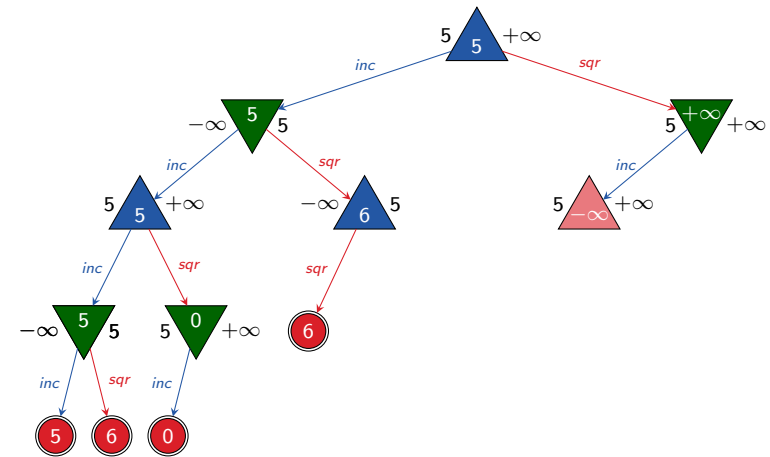 5 5 +∞
inc sqr
−∞ 5 5
5 +∞ +∞
inc sqr inc
5 5 +∞
−∞ 6 5
5 −∞ +∞
inc sqr sqr
−∞ 5 5
5 0 +∞
6
inc sqr inc
5 6 0